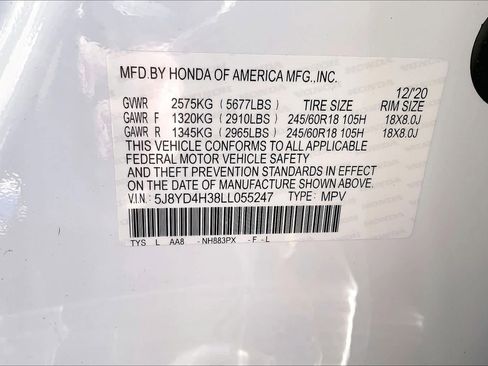 MFD.BY HONDA OF AMERICA MFG.,INC.
12/'20
GVWR 2575KG (5677LBS) TIRE SIZE RIM SIZE
GAWR F 1320KG (2910LBS) 245/60R18 105H 18X8.0J
GAWR R 1345KG (2965LBS) 245/60R18 105H 18X8.0J
THIS VEHICLE CONFORMS TO ALL APPLICABLE
FEDERAL MOTOR VEHICLE SAFETY
AND THEFT PREVENTION STANDARDS IN EFFECT
ON THE DATE OF MANUFACTURE SHOWN ABOVE.
V.I.N: 5J8YD4H38LL055247 TYPE: MPV
TYS L AA8 - NH883PX - F - L